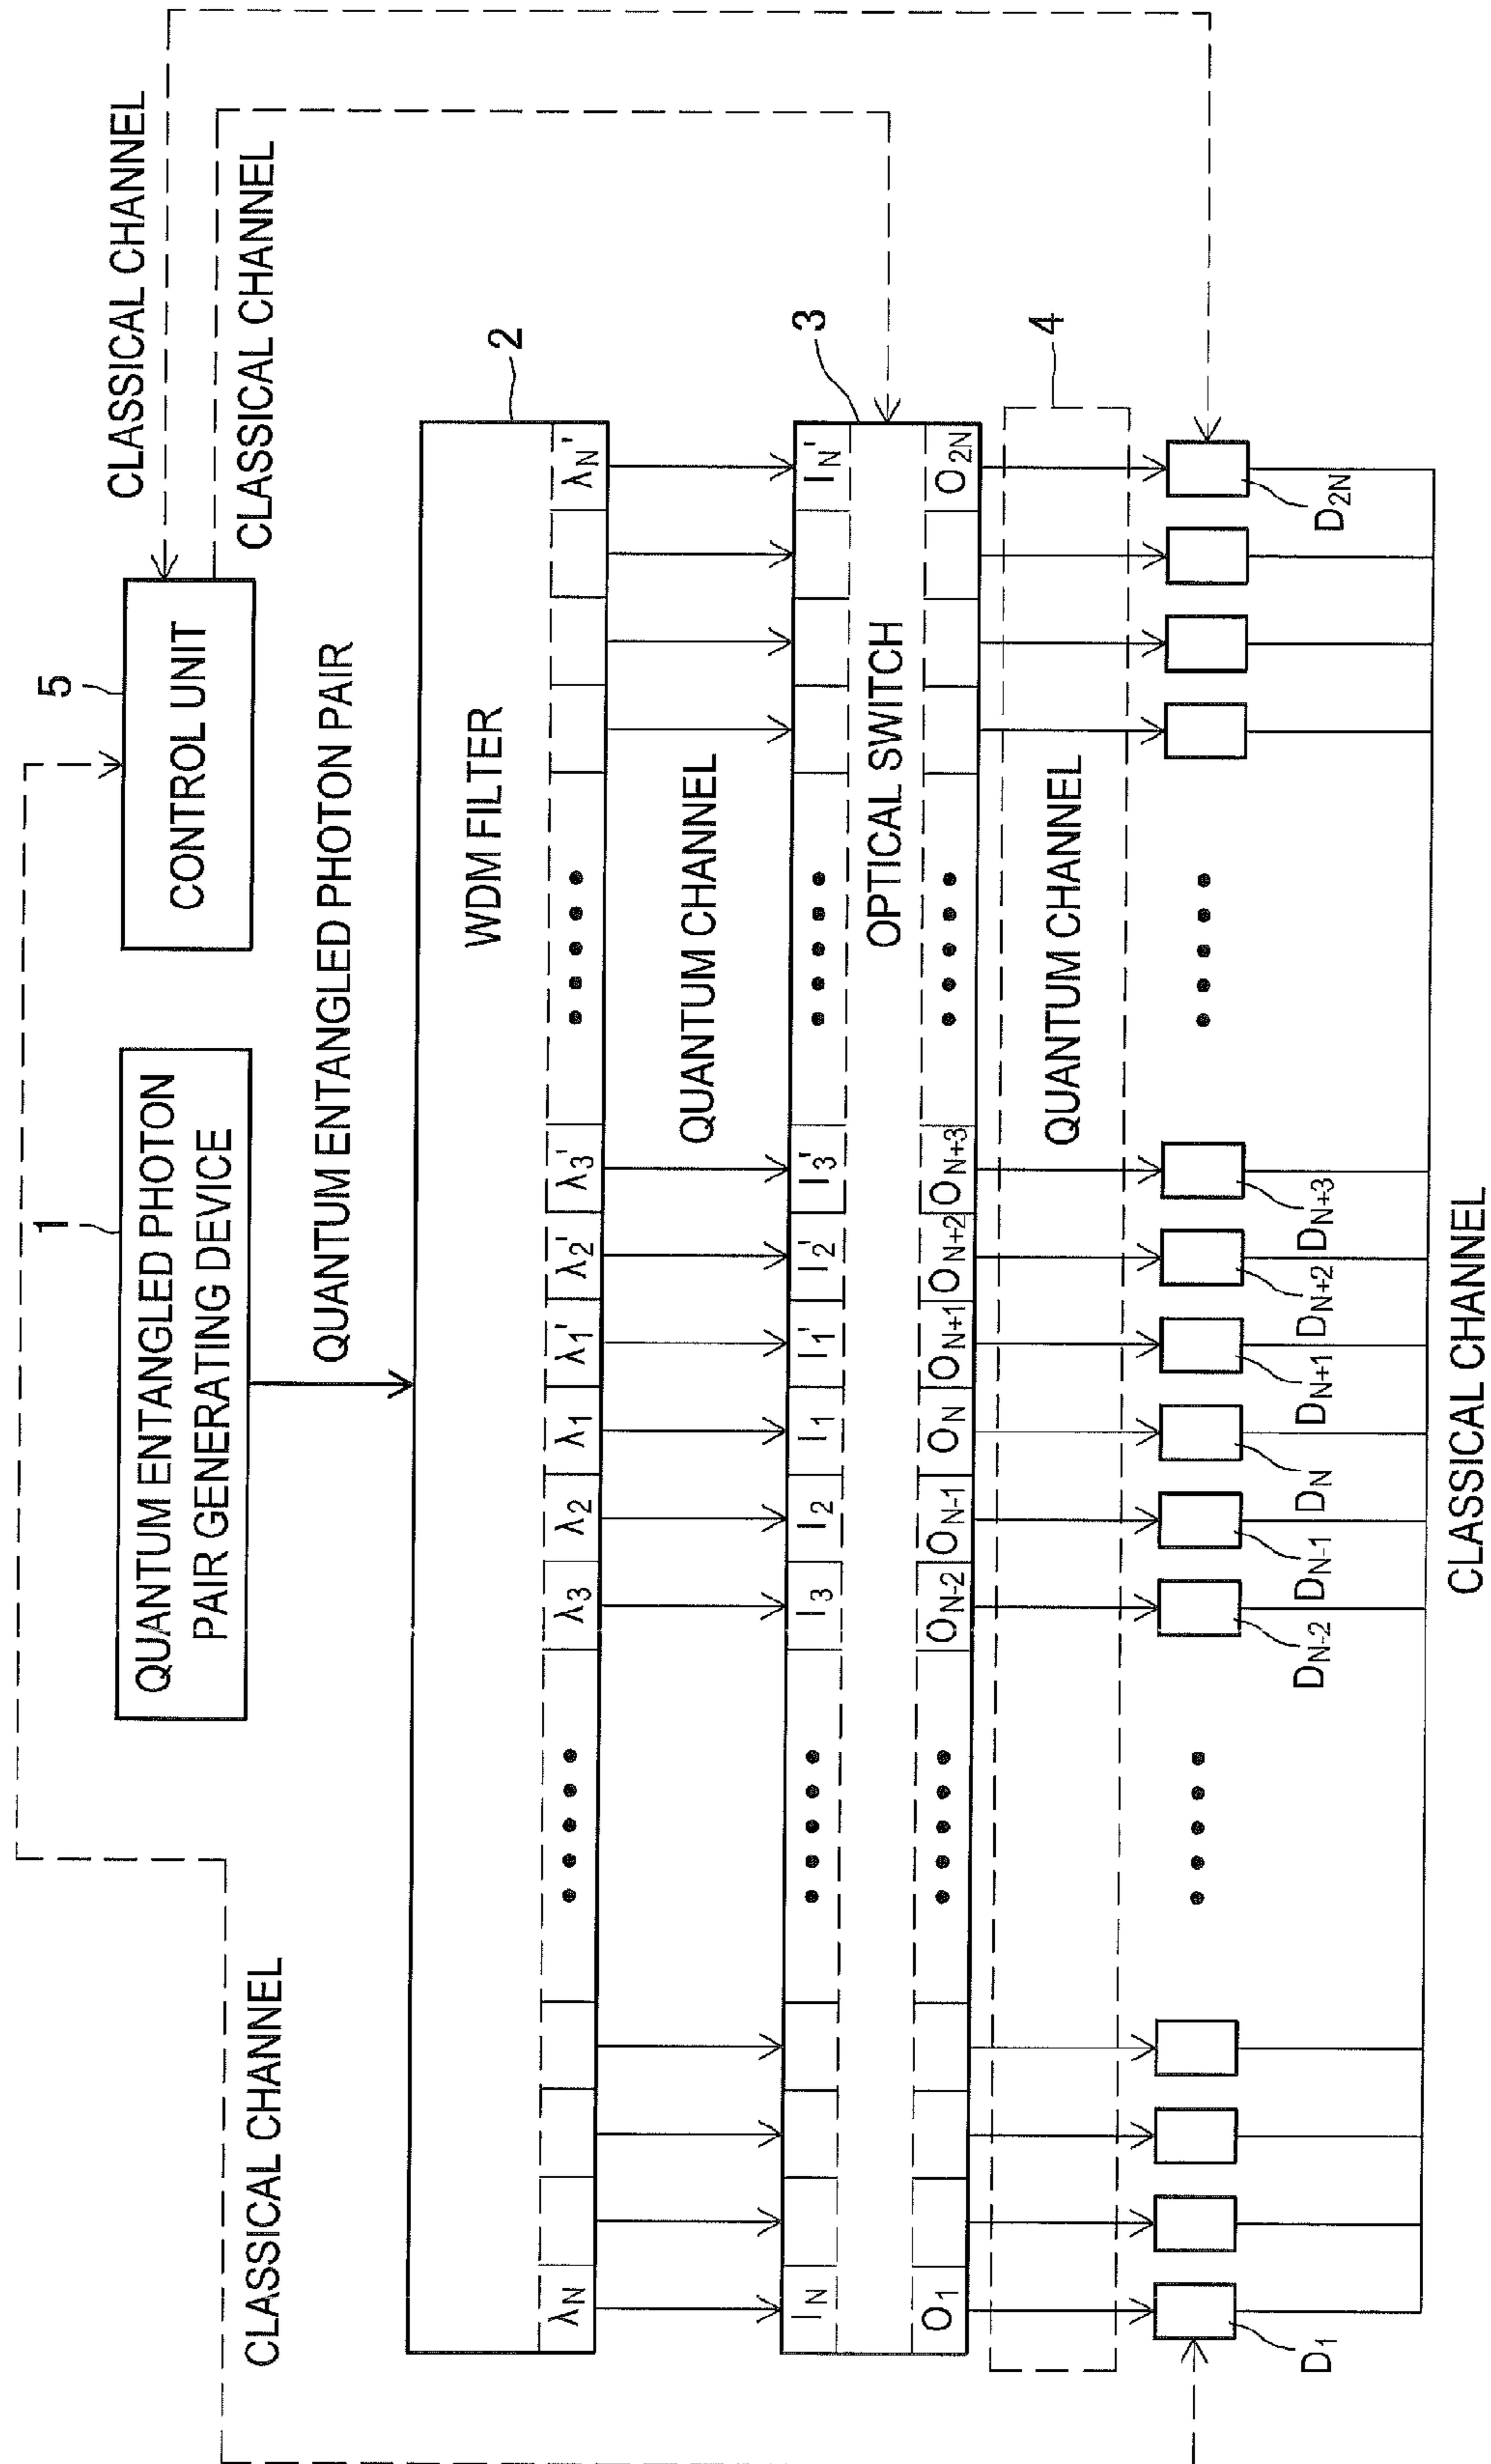 1
QUANTUM ENTANGLED PHOTON
PAIR GENERATING DEVICE
5
CONTROL UNIT
CLASSICAL CHANNEL
CLASSICAL CHANNEL
CLASSICAL CHANNEL
QUANTUM ENTANGLED PHOTON PAIR
2
WDM FILTER
λN λ3 λ2 λ1 λ1' λ2' λ3' λN'
QUANTUM CHANNEL
3
IN I3 I2 I1 I1' I2' I3' IN'
OPTICAL SWITCH
O1 ON-2 ON-1 ON ON+1 ON+2 ON+3 O2N
4
QUANTUM CHANNEL
D1 DN-2 DN-1 DN DN+1 DN+2 DN+3 D2N
CLASSICAL CHANNEL